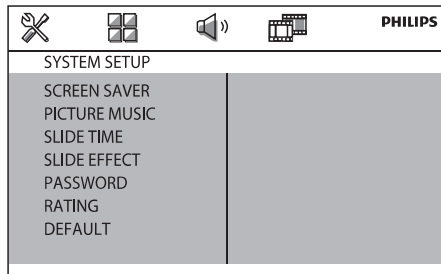 PHILIPS
SYSTEM SETUP
SCREEN SAVER
PICTURE MUSIC
SLIDE TIME
SLIDE EFFECT
PASSWORD
RATING
DEFAULT